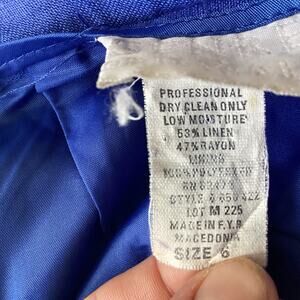 PROFESSIONAL
DRY CLEAN ONLY
LOW MOISTURE
53% LINEN
47% RAYON
LINING
100% POLYESTER
RN
STYLE
LOT M 225
MADE IN F.Y.R
MACEDONIA
SIZE 6